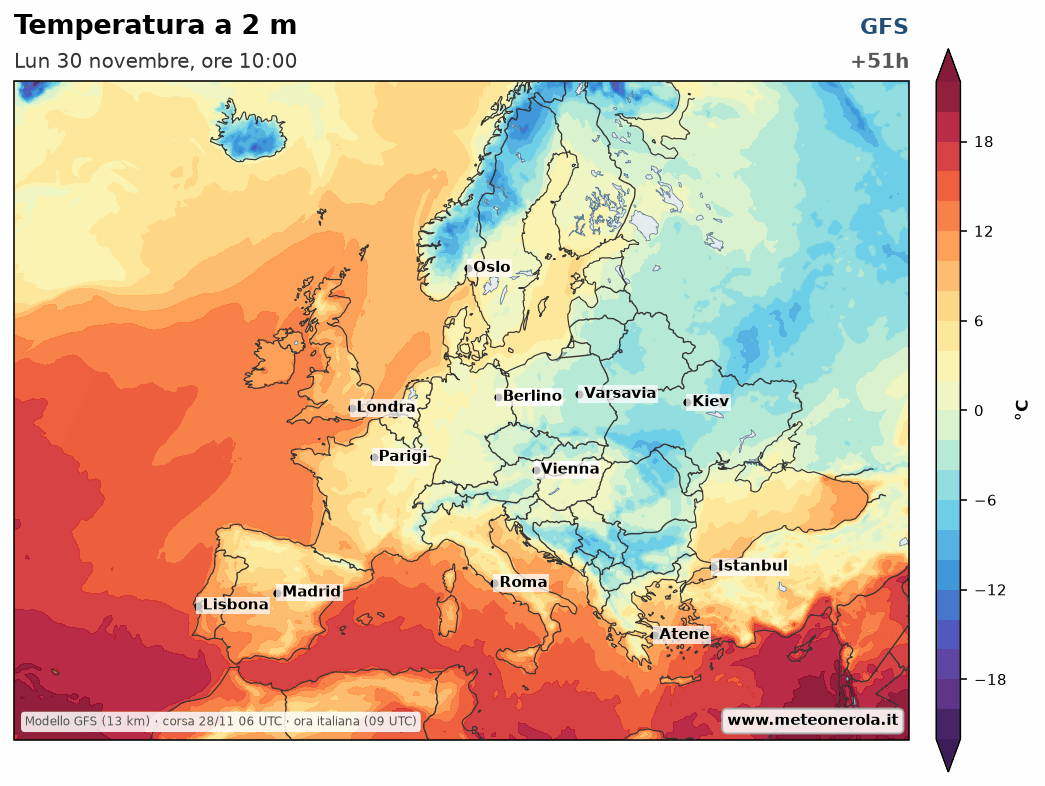 Temperatura a 2 m
GFS
Lun 30 novembre, ore 10:00
+51h
Oslo
Berlino
Varsavia
Kiev
Londra
Parigi
Vienna
Istanbul
Roma
Madrid
Lisbona
Atene
18
12
6
0
−6
−12
−18
°C
Modello GFS (13 km) · corsa 28/11 06 UTC · ora italiana (09 UTC)
www.meteonerola.it